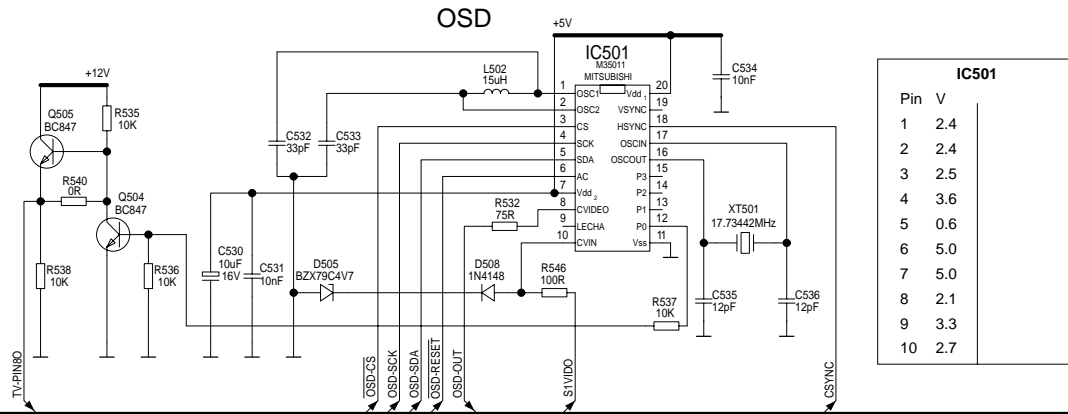 OSD
+5V
+12V
Q505
BC847
R535
10K
R540
0R
Q504
BC847
R538
10K
R536
10K
C530
10uF
16V
C531
10nF
C532
33pF
C533
33pF
L502
15uH
D505
BZX79C4V7
D508
1N4148
R532
75R
R546
100R
IC501
M35011
MITSUBISHI
1 OSC1
2 OSC2
3 CS
4 SCK
5 SDA
6 AC
7 Vdd 2
8 CVIDEO
9 LECHA
10 CVIN
20 Vdd 1
19 VSYNC
18 HSYNC
17 OSCIN
16 OSCOUT
15 P3
14 P2
13 P1
12 P0
11 Vss
C534
10nF
XT501
17.73442MHz
R537
10K
C535
12pF
C536
12pF
TV-PIN8O
OSD-CS
OSD-SCK
OSD-SDA
OSD-RESET
OSD-OUT
S1VIDO
CSYNC
IC501
Pin V
1 2.4
2 2.4
3 2.5
4 3.6
5 0.6
6 5.0
7 5.0
8 2.1
9 3.3
10 2.7